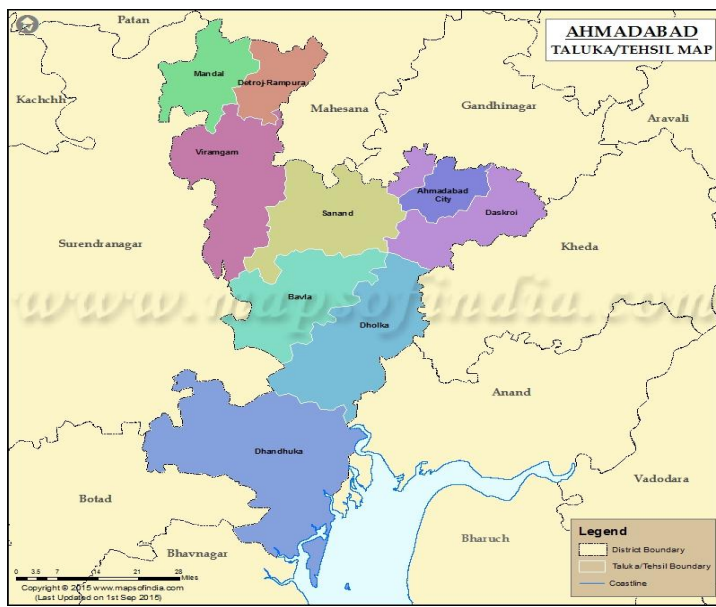 AHMADABAD
TALUKA/TEHSIL MAP
Patan
Kachchh
Mandal
Detroj-Rampura
Mahesana
Gandhinagar
Aravali
Viramgam
Ahmadabad
City
Sanand
Daskroi
Surendranagar
Kheda
www.mapsofindia.com
Bavla
Dholka
Anand
Dhandhuka
Vadodara
Botad
Bhavnagar
Bharuch
Legend
District Boundary
Taluka/Tehsil Boundary
Coastline
0 3.5 7 14 21 28
Miles
Copyright © 2015 www.mapsofindia.com
(Last Updated on 1st Sep 2015)